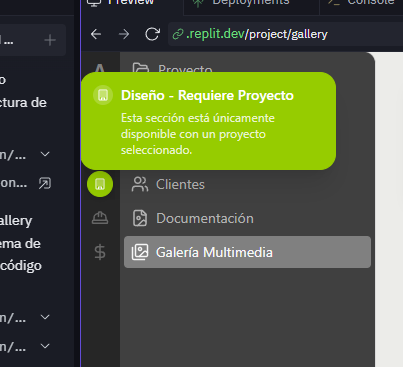 Preview
Deployments
Console
.replit.dev/project/gallery
ctura de
n/...
on...
allery
ema de
código
n/...
n/...
Proyecto
Diseño - Requiere Proyecto
Esta sección está únicamente
disponible con un proyecto
seleccionado.
Clientes
Documentación
Galería Multimedia